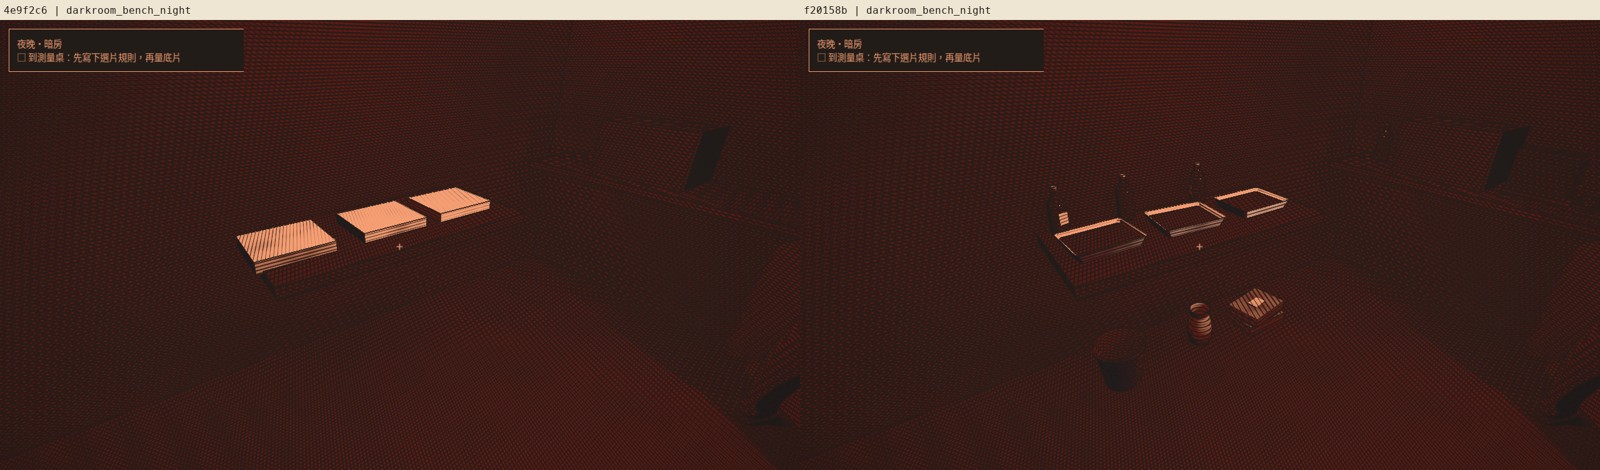 4e9f2c6 | darkroom_bench_night
夜晚・暗房
□ 到測量桌：先寫下選片規則，再量底片
f20158b | darkroom_bench_night
夜晚・暗房
□ 到測量桌：先寫下選片規則，再量底片